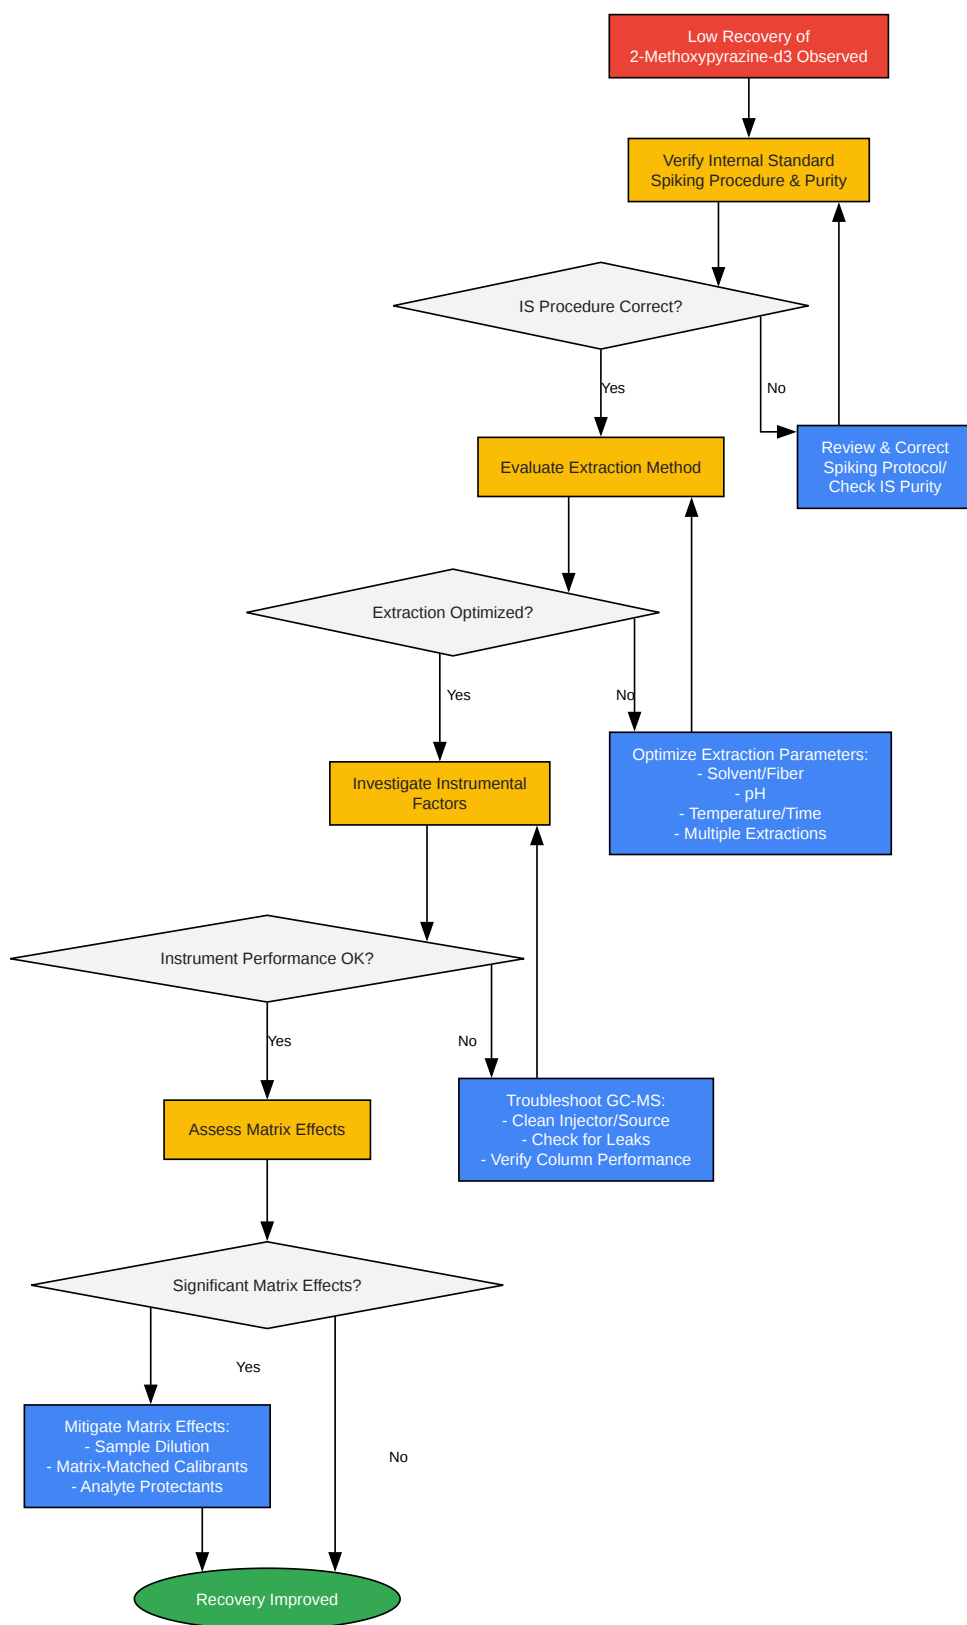 Low Recovery of
2-Methoxypyrazine-d3 Observed
Verify Internal Standard
Spiking Procedure & Purity
IS Procedure Correct?
Yes
No
Review & Correct
Spiking Protocol/
Check IS Purity
Evaluate Extraction Method
Extraction Optimized?
Yes
No
Optimize Extraction Parameters:
- Solvent/Fiber
- pH
- Temperature/Time
- Multiple Extractions
Investigate Instrumental
Factors
Instrument Performance OK?
Yes
No
Troubleshoot GC-MS:
- Clean Injector/Source
- Check for Leaks
- Verify Column Performance
Assess Matrix Effects
Significant Matrix Effects?
Yes
No
Mitigate Matrix Effects:
- Sample Dilution
- Matrix-Matched Calibrants
- Analyte Protectants
Recovery Improved